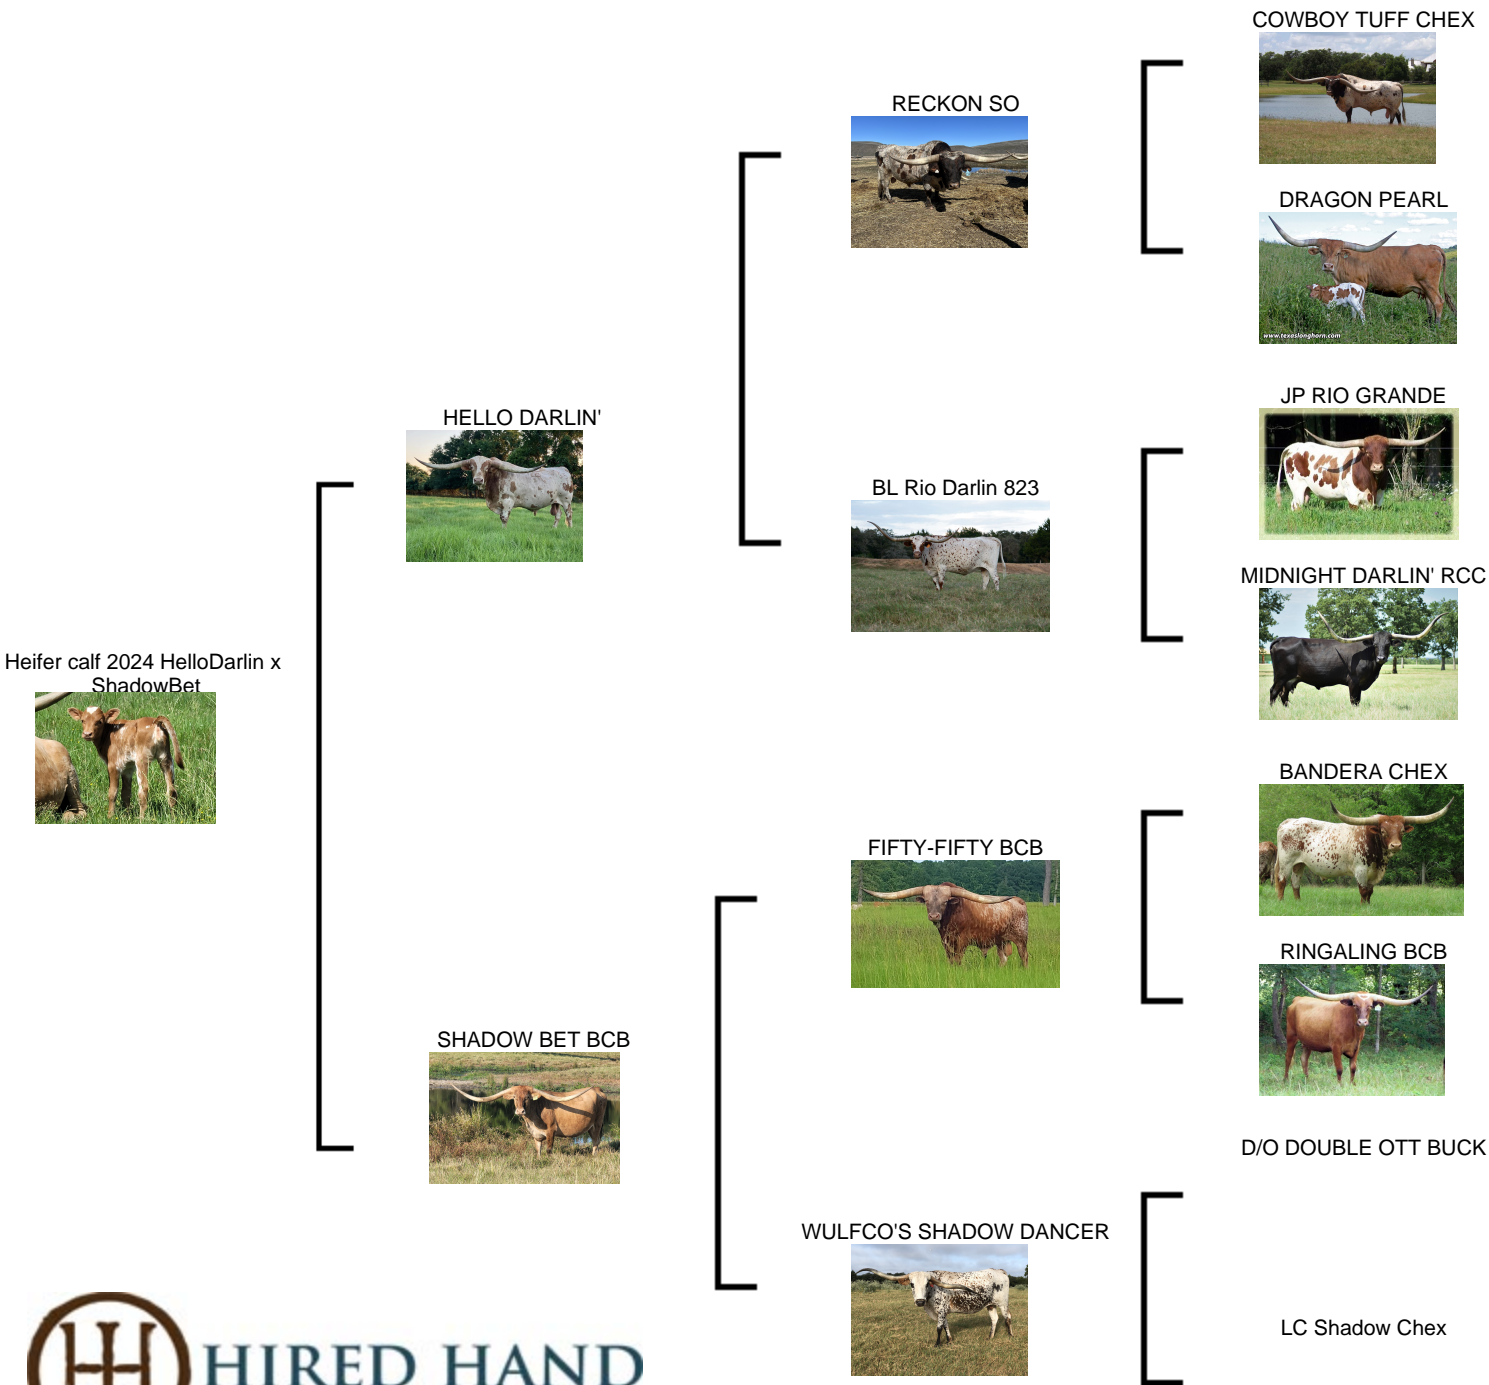 COWBOY TUFF CHEX
RECKON SO
DRAGON PEARL
www.texaslonghorn.com
HELLO DARLIN'
JP RIO GRANDE
BL Rio Darlin 823
MIDNIGHT DARLIN' RCC
Heifer calf 2024 HelloDarlin x
ShadowBet
BANDERA CHEX
FIFTY-FIFTY BCB
RINGALING BCB
SHADOW BET BCB
D/O DOUBLE OTT BUCK
WULFCO'S SHADOW DANCER
LC Shadow Chex
HIRED HAND